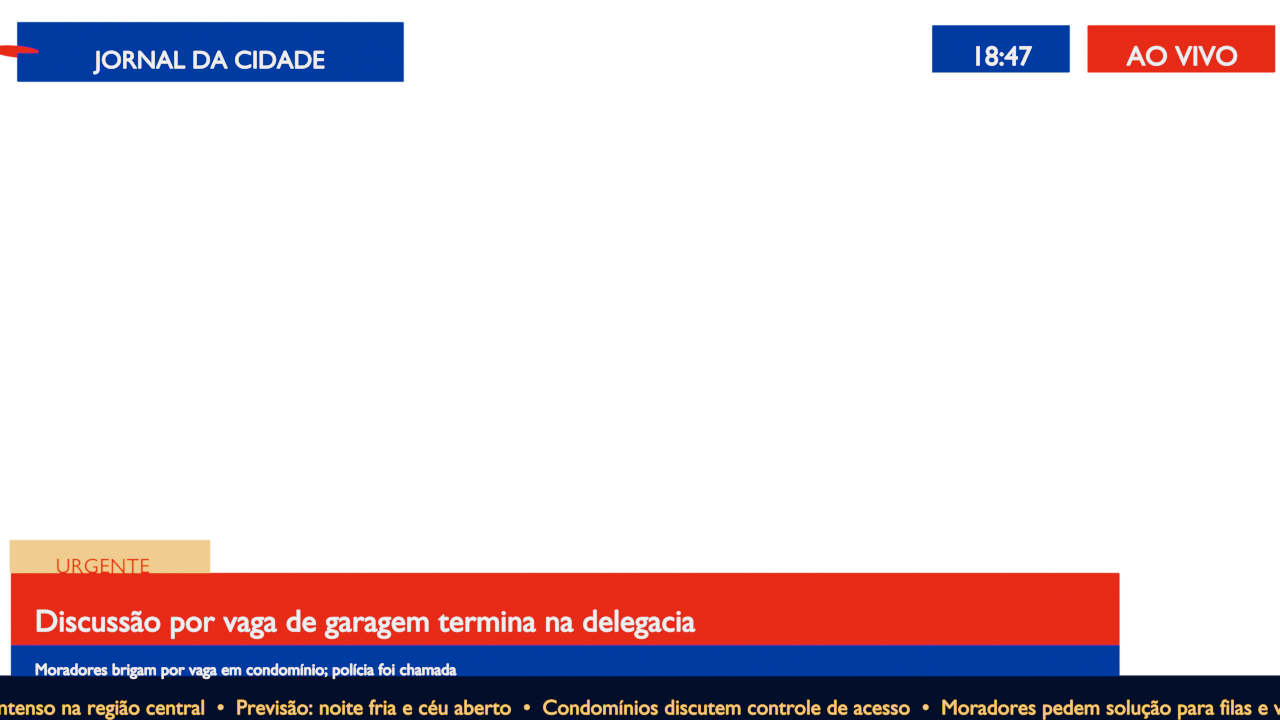 JORNAL DA CIDADE
18:47
AO VIVO
URGENTE
Discussão por vaga de garagem termina na delegacia
Moradores brigam por vaga em condomínio; polícia foi chamada
na região central • Previsão: noite fria e céu aberto • Condomínios discutem controle de acesso • Moradores pedem solução para filas e